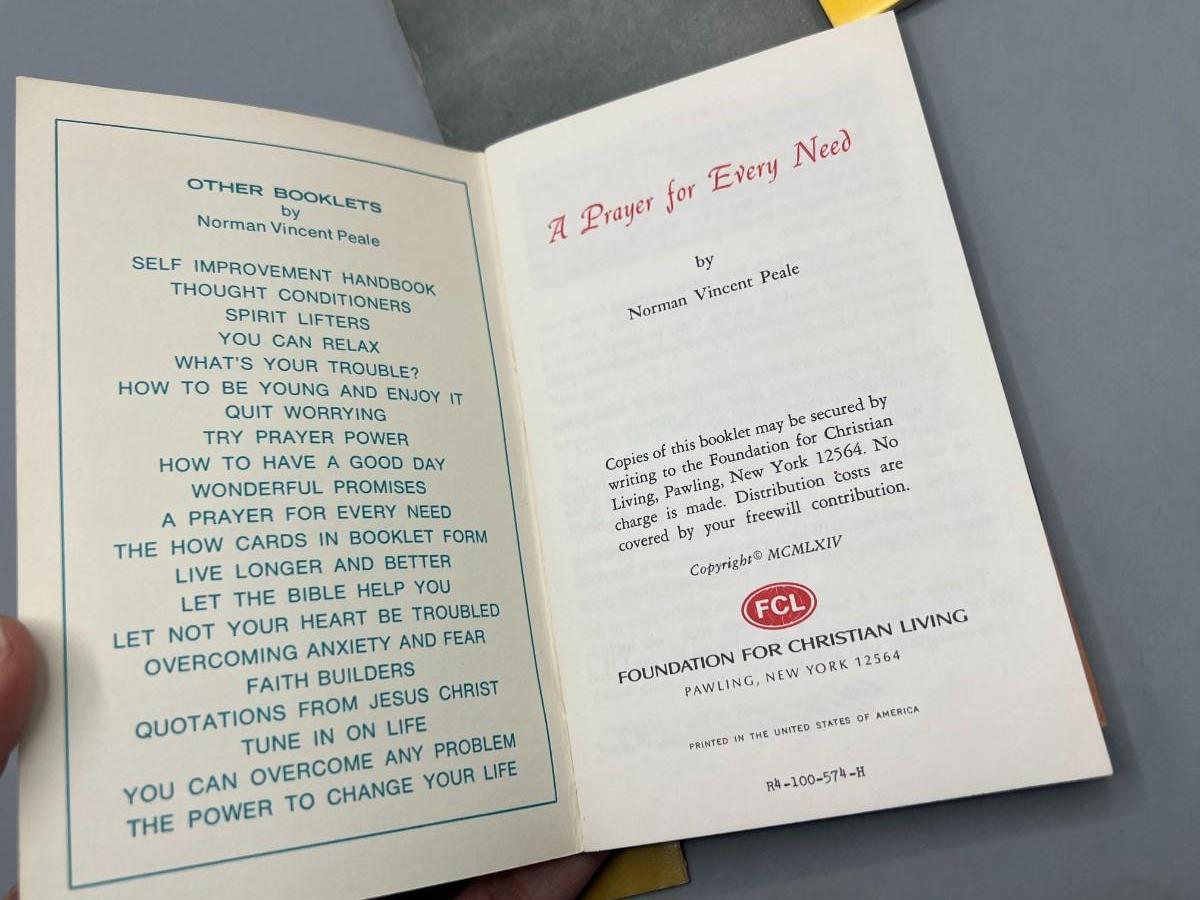 OTHER BOOKLETS
by
Norman Vincent Peale
SELF IMPROVEMENT HANDBOOK
THOUGHT CONDITIONERS
SPIRIT LIFTERS
YOU CAN RELAX
WHAT'S YOUR TROUBLE?
HOW TO BE YOUNG AND ENJOY IT
QUIT WORRYING
TRY PRAYER POWER
HOW TO HAVE A GOOD DAY
WONDERFUL PROMISES
A PRAYER FOR EVERY NEED
THE HOW CARDS IN BOOKLET FORM
LIVE LONGER AND BETTER
LET THE BIBLE HELP YOU
LET NOT YOUR HEART BE TROUBLED
OVERCOMING ANXIETY AND FEAR
FAITH BUILDERS
QUOTATIONS FROM JESUS CHRIST
TUNE IN ON LIFE
YOU CAN OVERCOME ANY PROBLEM
THE POWER TO CHANGE YOUR LIFE
A Prayer for Every Need
by
Norman Vincent Peale
Copies of this booklet may be secured by
writing to the Foundation for Christian
Living, Pawling, New York 12564. No
charge is made. Distribution costs are
covered by your freewill contribution.
Copyright© MCMLXIV
FCL
FOUNDATION FOR CHRISTIAN LIVING
PAWLING, NEW YORK 12564
PRINTED IN THE UNITED STATES OF AMERICA
R4-100-574-H